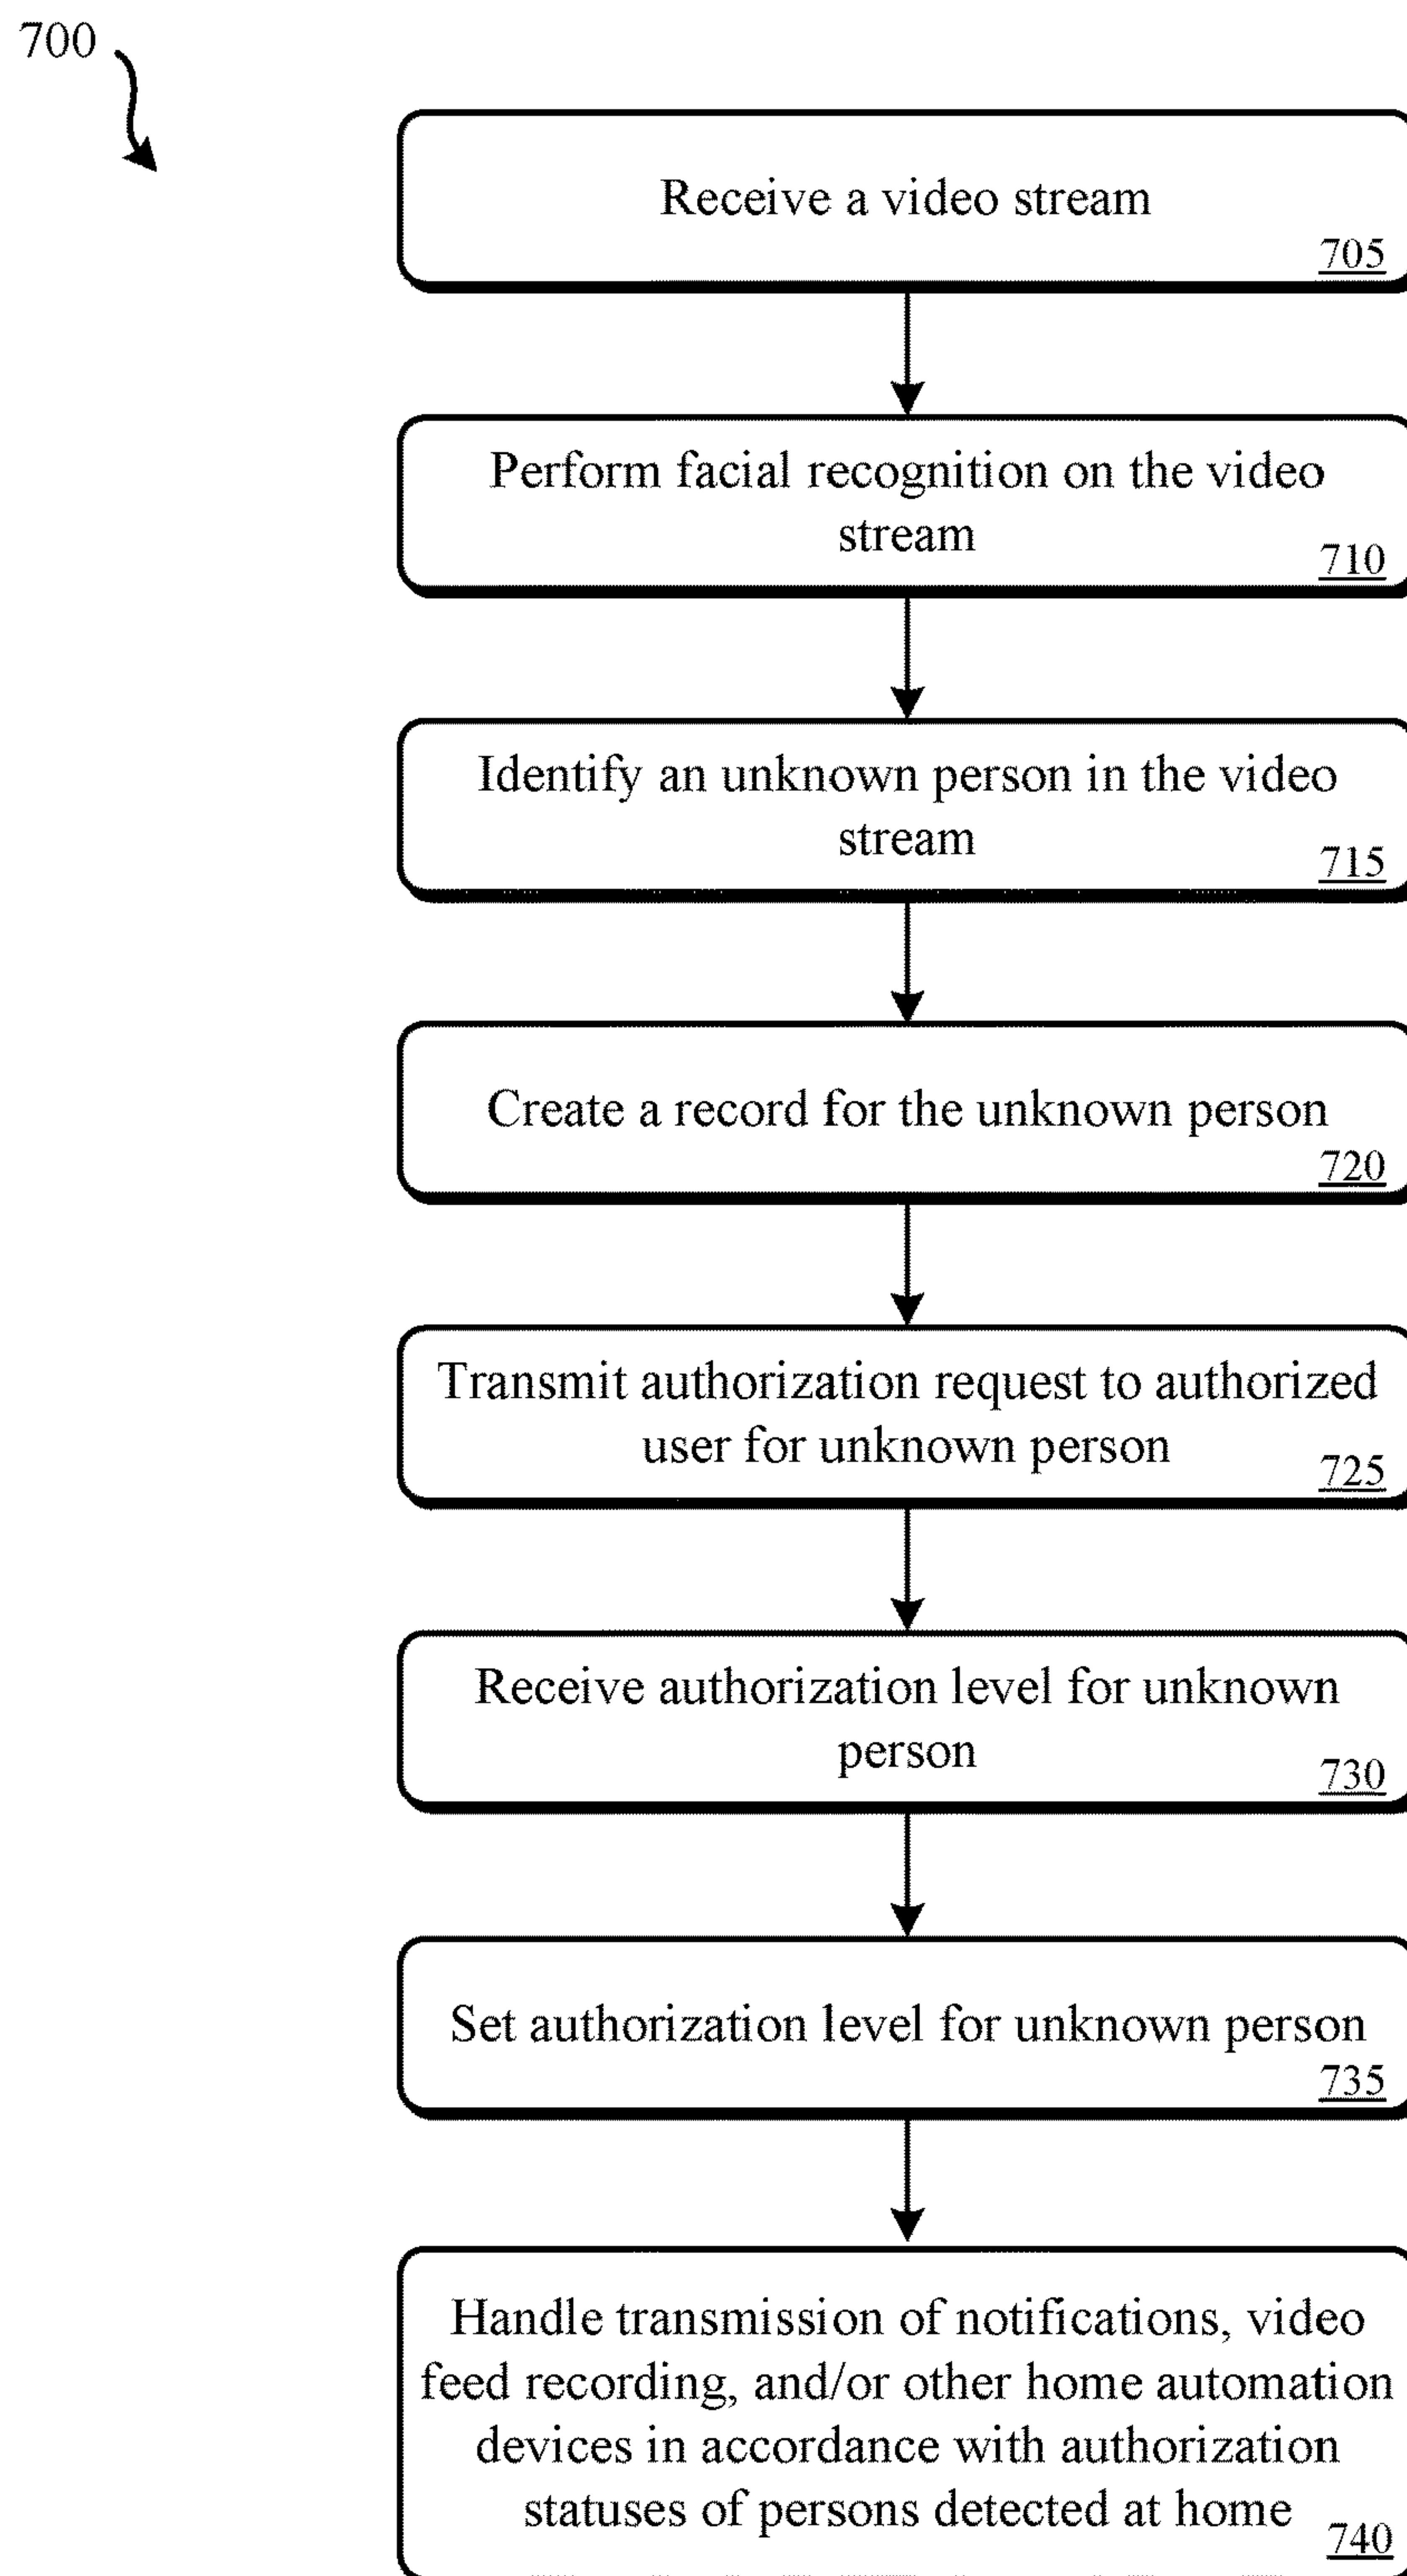 700
Receive a video stream
705
Perform facial recognition on the video
stream
710
Identify an unknown person in the video
stream
715
Create a record for the unknown person
720
Transmit authorization request to authorized
user for unknown person
725
Receive authorization level for unknown
person
730
Set authorization level for unknown person
735
Handle transmission of notifications, video
feed recording, and/or other home automation
devices in accordance with authorization
statuses of persons detected at home
740